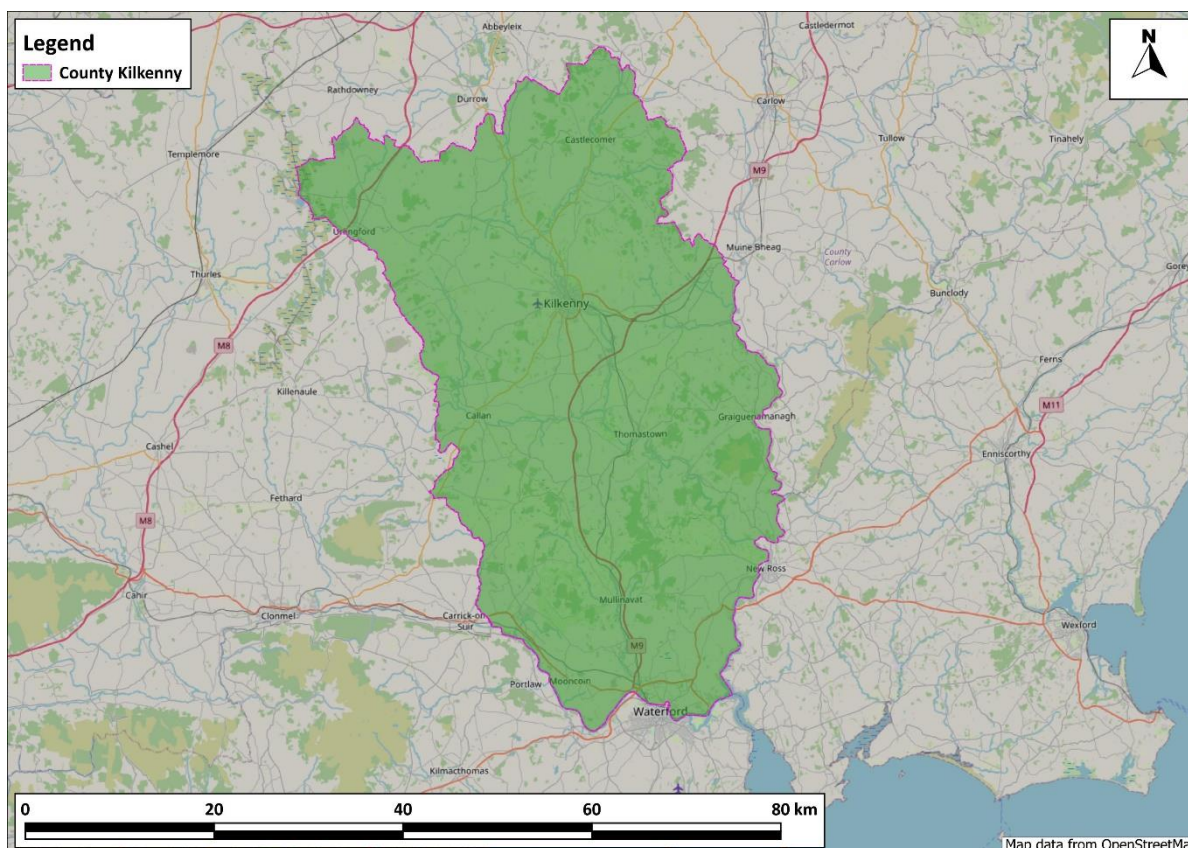 Legend
County Kilkenny
N
Abbeyleix
Castledermot
Rathdowney
Durrow
Carlow
Tullow
Tinahely
Castlecomer
Templemore
M9
Urlingford
Muine Bheag
County
Carlow
Thurles
Gorey
Bunclody
Kilkenny
M8
Ferns
Killenaule
M11
Callan
Graiguenamanagh
Thomastown
Cashel
Enniscorthy
Fethard
M8
New Ross
Cahir
Mullinavat
Clonmel
Carrick-on
Suir
Wexford
M9
Portlaw
Mooncoin
Waterford
Kilmacthomas
0 20 40 60 80 km
Map data from OpenStreetMa